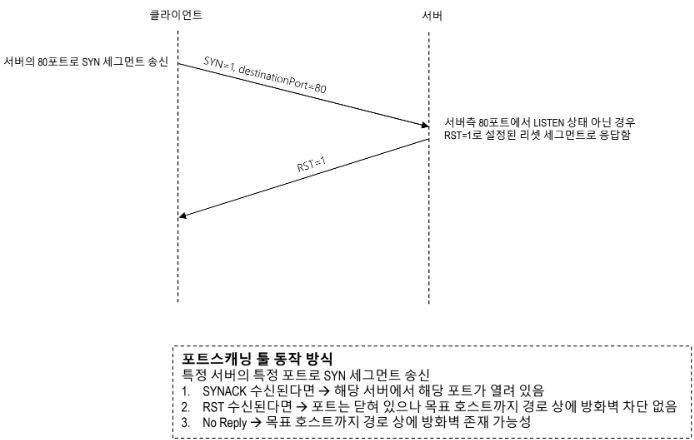 클라이언트
서버
서버의 80포트로 SYN 세그먼트 송신
SYN=1, destinationPort=80
서버측 80포트에서 LISTEN 상태 아닌 경우
RST=1로 설정된 리셋 세그먼트로 응답함
RST=1
포트스캐닝 툴 동작 방식
특정 서버의 특정 포트로 SYN 세그먼트 송신
1. SYNACK 수신된다면 → 해당 서버에서 해당 포트가 열려 있음
2. RST 수신된다면 → 포트는 닫혀 있으나 목표 호스트까지 경로 상에 방화벽 차단 없음
3. No Reply → 목표 호스트까지 경로 상에 방화벽 존재 가능성